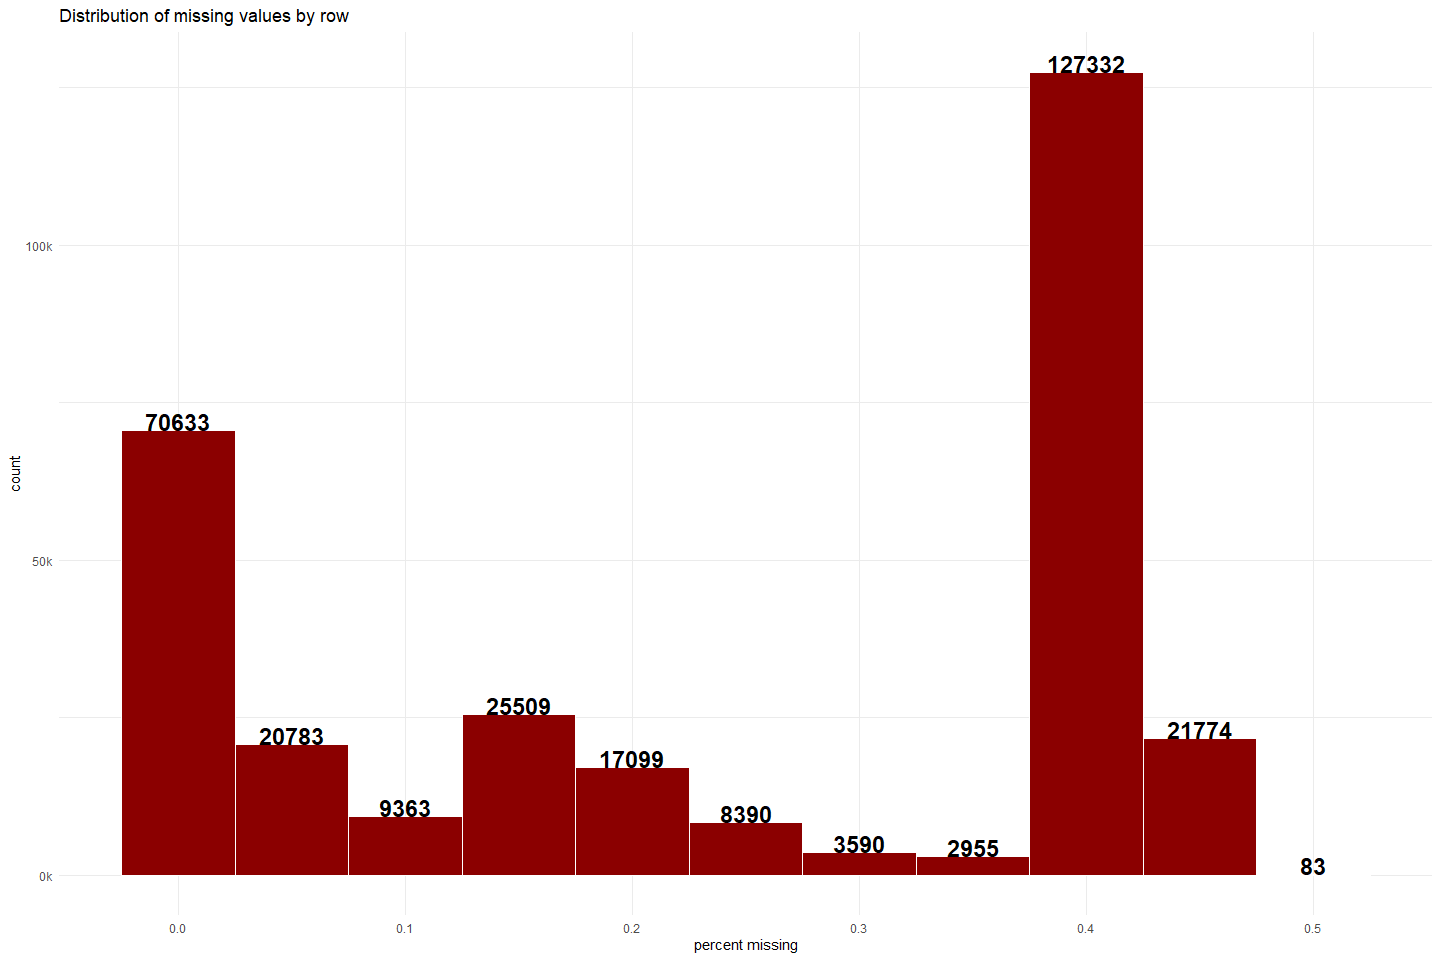 Distribution of missing values by row
127332
100k
70633
count
50k
25509
20783
21774
17099
9363
8390
3590
2955
83
0k
0.0 0.1 0.2 0.3 0.4 0.5
percent missing